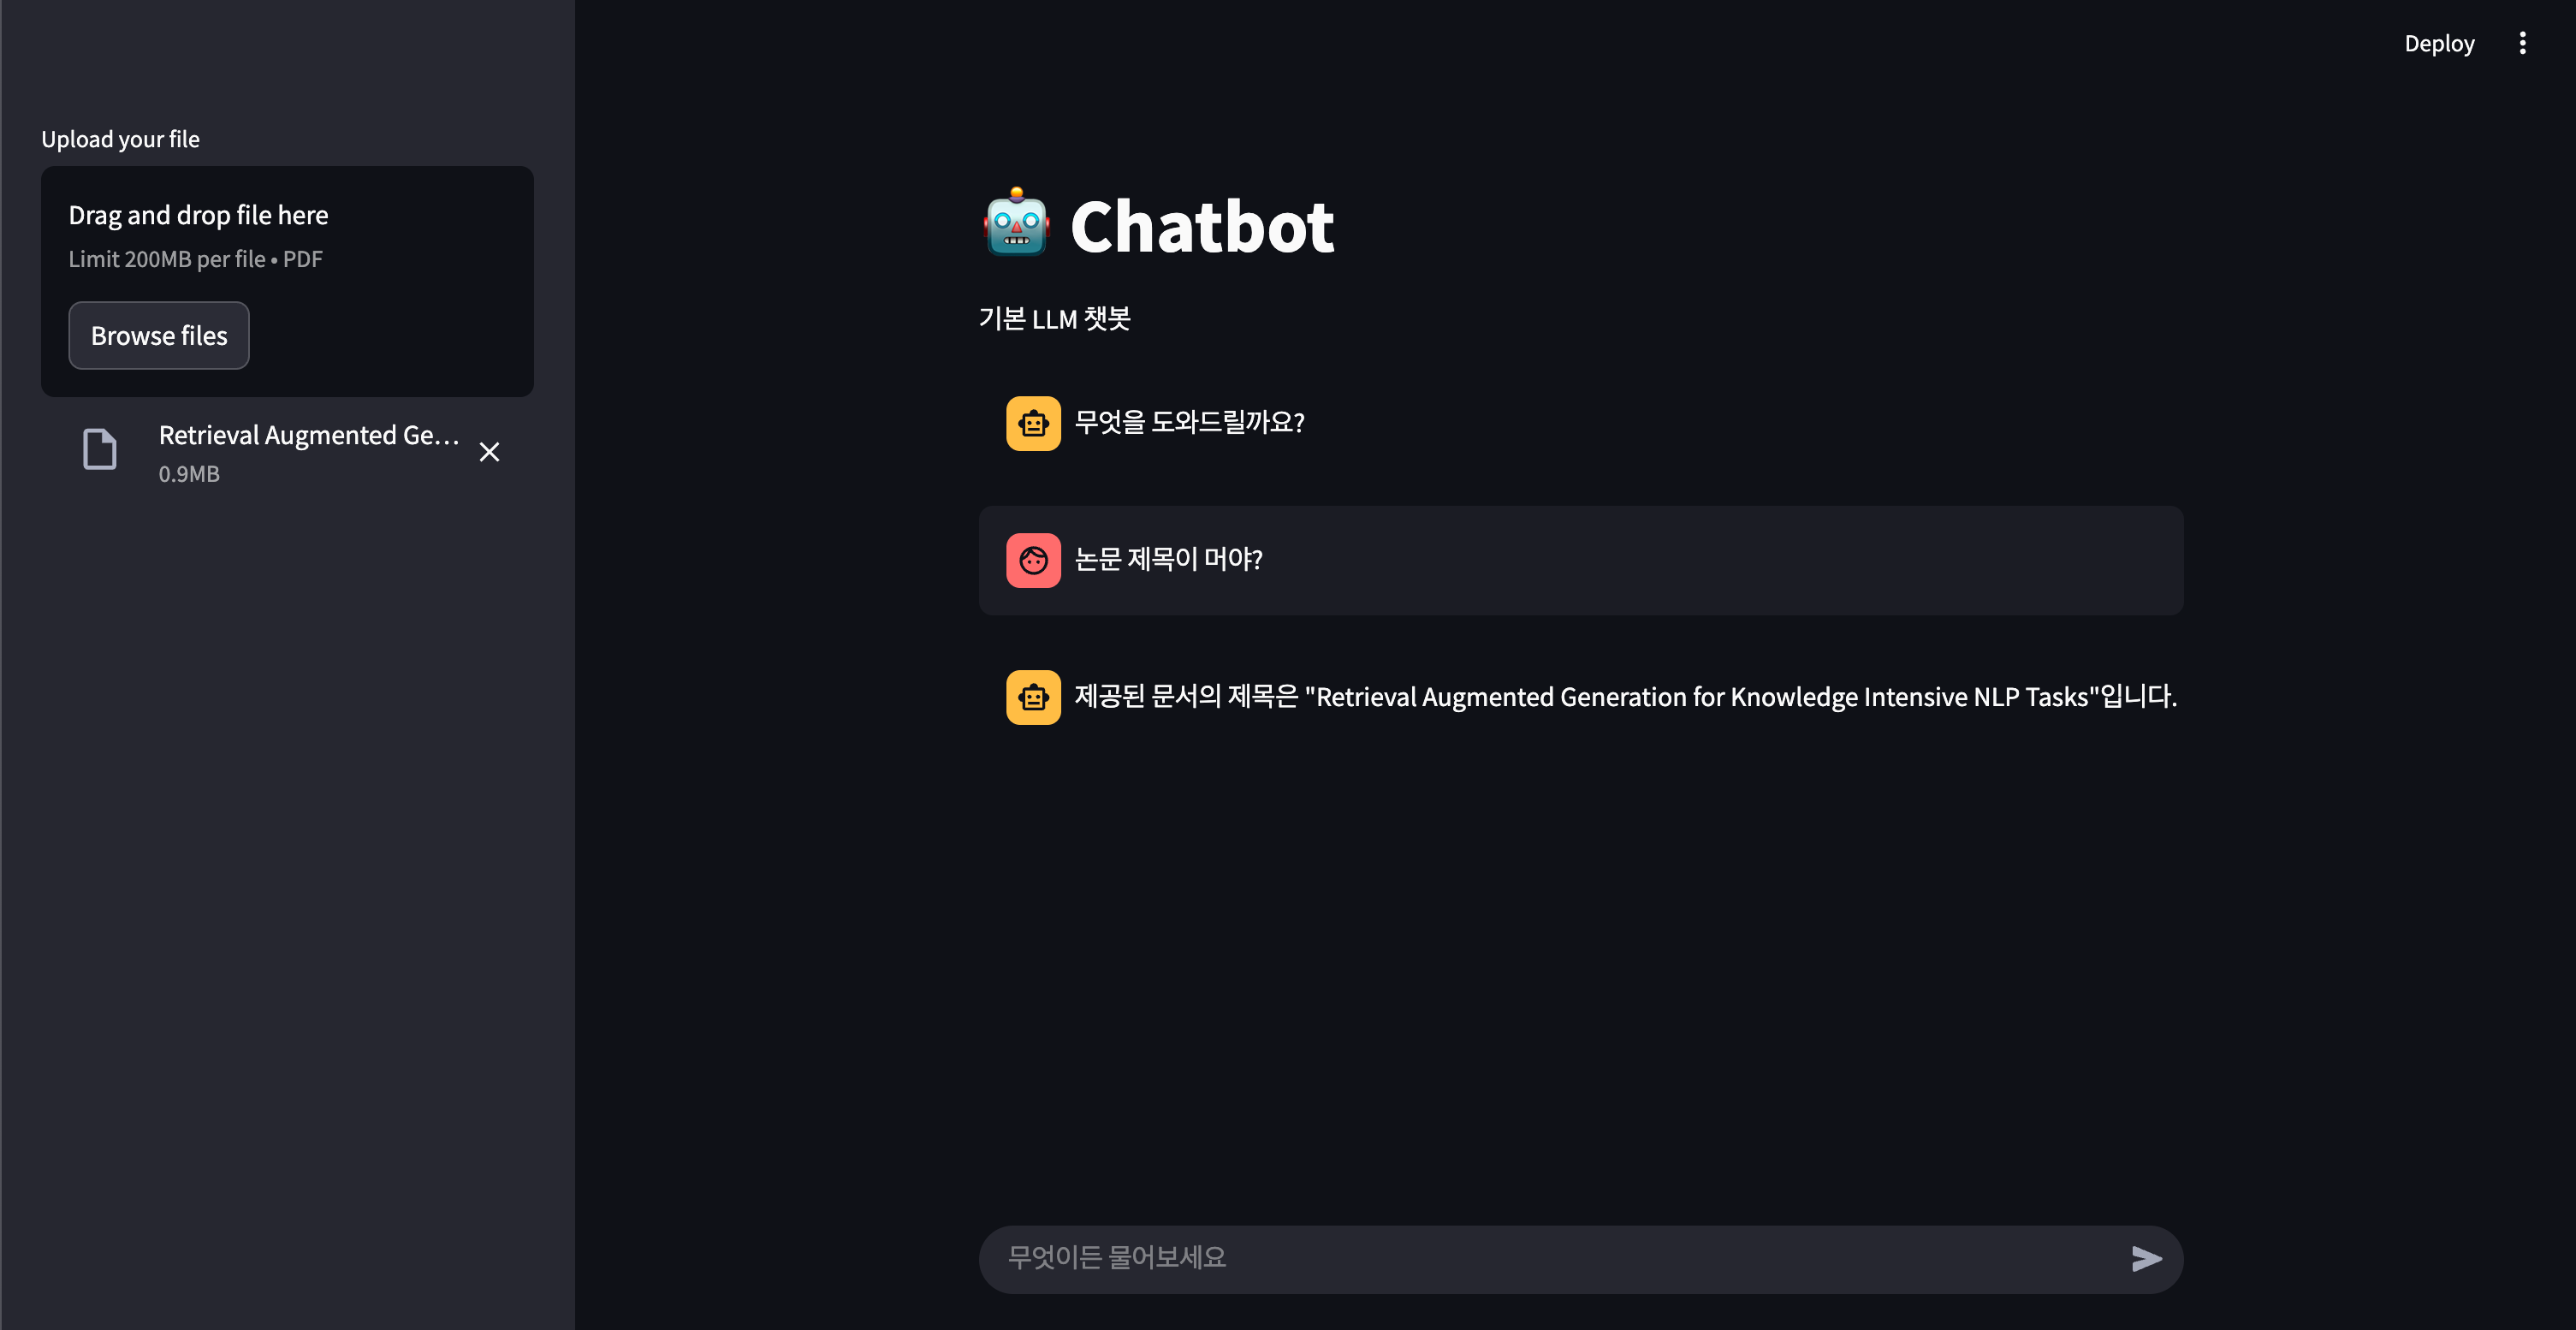 Deploy
Upload your file
Drag and drop file here
Limit 200MB per file • PDF
Browse files
Retrieval Augmented Ge...
0.9MB
Chatbot
기본 LLM 챗봇
무엇을 도와드릴까요?
논문 제목이 머야?
제공된 문서의 제목은 "Retrieval Augmented Generation for Knowledge Intensive NLP Tasks"입니다.
무엇이든 물어보세요